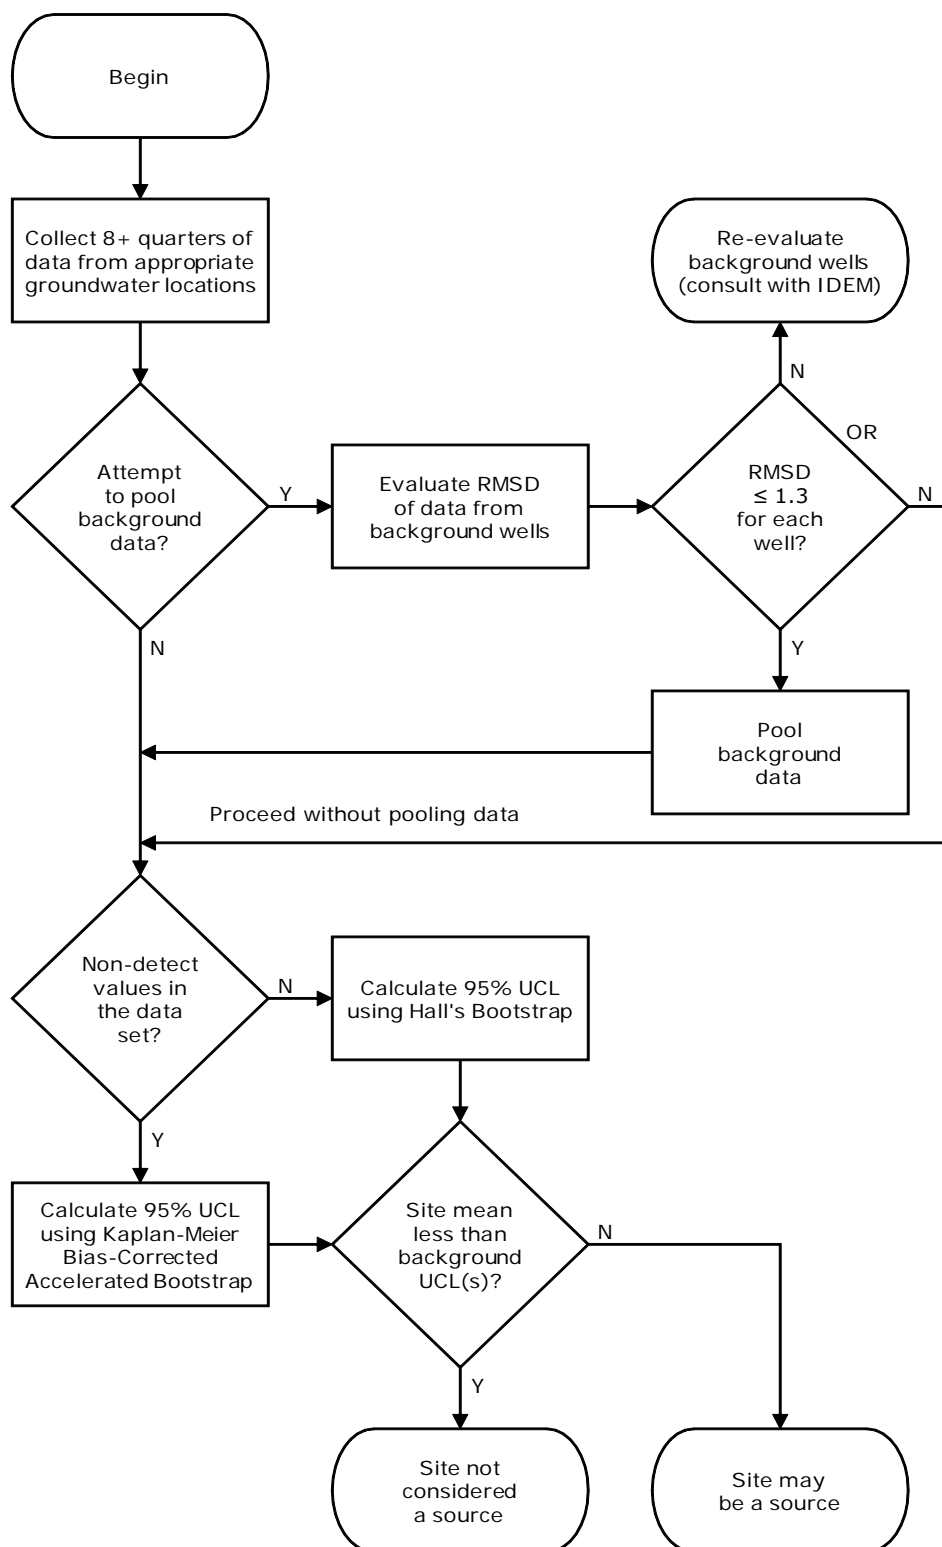 Begin
Collect 8+ quarters of
data from appropriate
groundwater locations
Re-evaluate
background wells
(consult with IDEM)
N
OR
Attempt
to pool
background
data?
Y
Evaluate RMSD
of data from
background wells
RMSD
≤ 1.3
for each
well?
N
N
Y
Pool
background
data
Proceed without pooling data
Non-detect
values in
the data
set?
N
Calculate 95% UCL
using Hall's Bootstrap
Y
Calculate 95% UCL
using Kaplan-Meier
Bias-Corrected
Accelerated Bootstrap
Site mean
less than
background
UCL(s)?
N
Y
Site not
considered
a source
Site may
be a source